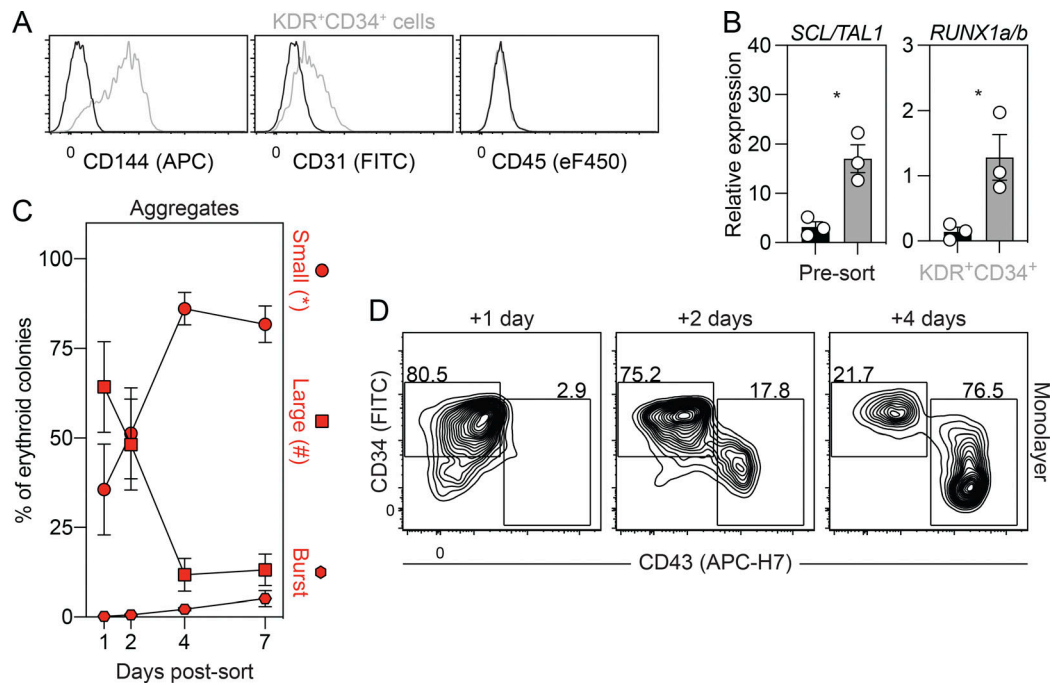 A
KDR⁺CD34⁺ cells
0
0
0
CD144 (APC)
CD31 (FITC)
CD45 (eF450)
B
SCL/TAL1
RUNX1a/b
Relative expression
40
30
20
10
0
*
3
2
1
0
*
Pre-sort
KDR⁺CD34⁺
C
Aggregates
% of erythroid colonies
100
75
50
25
0
1
2
4
7
Days post-sort
Small (*)
Large (#)
Burst
D
+1 day
+2 days
+4 days
80.5
2.9
75.2
17.8
21.7
76.5
CD34 (FITC)
0
0
CD43 (APC-H7)
Monolayer